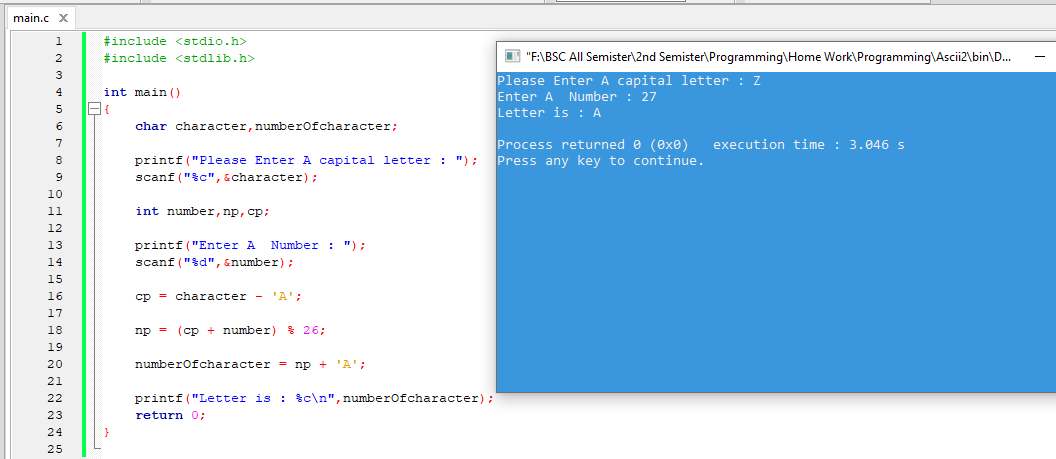 main.c
1 #include <stdio.h>
2 #include <stdlib.h>
3
4 int main()
5 {
6 char character,numberOfcharacter;
7
8 printf("Please Enter A capital letter : ");
9 scanf("%c",&character);
10
11 int number,np,cp;
12
13 printf("Enter A  Number : ");
14 scanf("%d",&number);
15
16 cp = character - 'A';
17
18 np = (cp + number) % 26;
19
20 numberOfcharacter = np + 'A';
21
22 printf("Letter is : %c\n",numberOfcharacter);
23 return 0;
24 }
25
"F:\BSC All Semister\2nd Semister\Programming\Home Work\Programming\Ascii2\bin\D...
Please Enter A capital letter : Z
Enter A  Number : 27
Letter is : A
Process returned 0 (0x0)   execution time : 3.046 s
Press any key to continue.